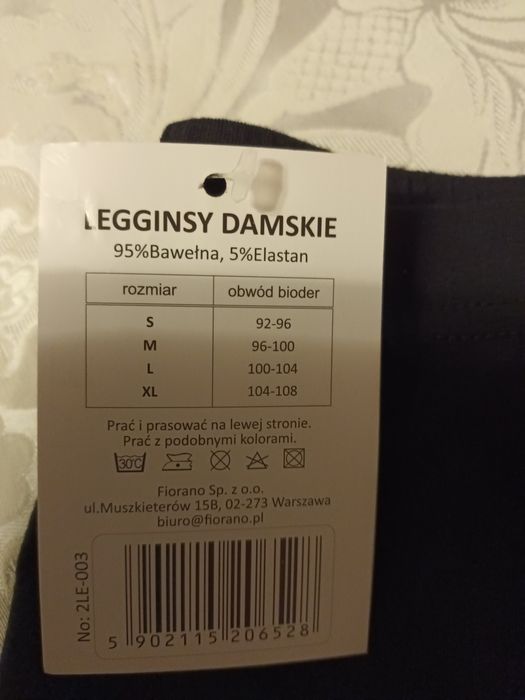 LEGGINSY DAMSKIE
95%Bawełna, 5%Elastan
rozmiar obwód bioder
S 92-96
M 96-100
L 100-104
XL 104-108
Prać i prasować na lewej stronie.
Prać z podobnymi kolorami.
30°C
Fiorano Sp. z o.o.
ul.Muszkieterów 15B, 02-273 Warszawa
biuro@fiorano.pl
No: 2LE-003
5 902115 206528